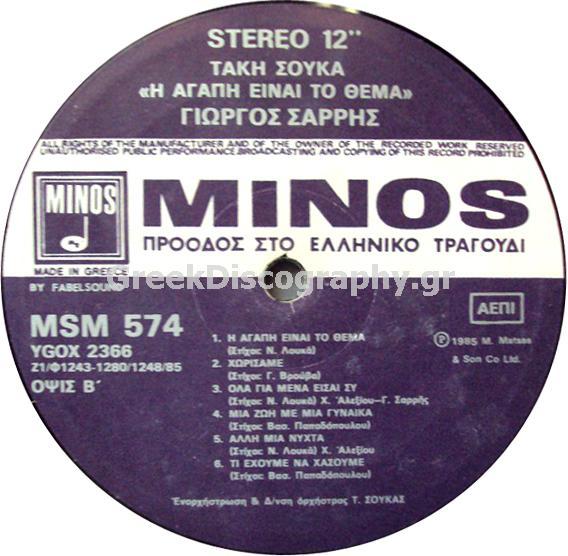 STEREO 12"
ΤΑΚΗ ΣΟΥΚΑ
«Η ΑΓΑΠΗ ΕΙΝΑΙ ΤΟ ΘΕΜΑ»
ΓΙΩΡΓΟΣ ΣΑΡΡΗΣ
ALL RIGHTS OF THE MANUFACTURER AND OF THE OWNER OF THE RECORDED WORK RESERVED
UNAUTHORISED PUBLIC PERFORMANCE BROADCASTING AND COPYING OF THIS RECORD PROHIBITED
MINOS
MINOS
ΠΡΟΟΔΟΣ ΣΤΟ ΕΛΛΗΝΙΚΟ ΤΡΑΓΟΥΔΙ
MADE IN GREECE
BY FABELSOUND
GreekDiscography.gr
MSM 574
YGOX 2366
Ζ1/Φ1243-1280/1248/85
ΟΨΙΣ Β΄
ΑΕΠΙ
Ⓟ 1985 M. Matsas
& Son Co Ltd.
1. Η ΑΓΑΠΗ ΕΙΝΑΙ ΤΟ ΘΕΜΑ
(Στίχοι: Ν. Λουκᾶ)
2. ΧΩΡΙΣΑΜΕ
(Στίχοι: Γ. Βρούβα)
3. ΟΛΑ ΓΙΑ ΜΕΝΑ ΕΙΣΑΙ ΣΥ
(Στίχοι: Ν. Λουκᾶ) Χ. Ἀλεξίου-Γ. Σαρρῆς
4. ΜΙΑ ΖΩΗ ΜΕ ΜΙΑ ΓΥΝΑΙΚΑ
(Στίχοι: Βασ. Παπαδόπουλου)
5. ΑΛΛΗ ΜΙΑ ΝΥΧΤΑ
(Στίχοι: Ν. Λουκᾶ) Χ. Ἀλεξίου
6. ΤΙ ΕΧΟΥΜΕ ΝΑ ΧΑΣΟΥΜΕ
(Στίχοι: Βασ. Παπαδόπουλου)
Ἐνορχήστρωση & Δ/νση ὀρχήστρας Τ. ΣΟΥΚΑΣ